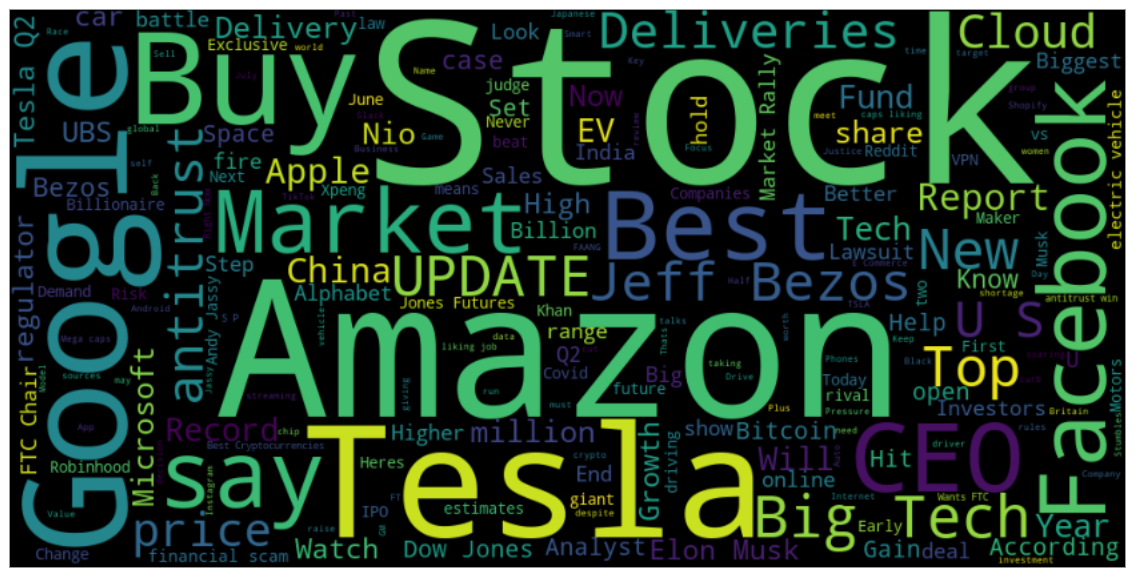 Stock
Amazon
Tesla
Google
Facebook
Buy
Best
Market
CEO
say
Big
Tech
Top
Jeff Bezos
Deliveries
Cloud
UPDATE
New
U S
antitrust
price
Apple
China
Report
Fund
share
EV
Nio
Record
million
Microsoft
regulator
Delivery
Tesla Q2
car
battle
law
Exclusive
world
Past
Japanese
Race
Sell
Smart
Look
case
judge
Set
Never
Now
June
Name
July
Slack
beat
UBS
Space
global
fire
Next
Bezos
Billionaire
self
Back
Game
Business
India
Key
review
hold
Focus
Market Rally
caps liking
meet
time
target
Biggest
group
Shopify
VS
women
Reddit
Justice
VPN
electric vehicle
Better
Companies
Maker
Tech
Lawsuit
Know
Musk
Day
Sales
means
Xpeng
TikTok
High
Billion
FAANG
E Commerce
Half
Step
Demand
Risk
Android
Alphabet
Jones Futures
Khan
range
two
shortage
antitrust win
TSLA
Help
First
U
Andy Jassy
S P
vehicles
data
talks
Thats
worth
Keep
Mega caps
sources
may
Model
Jassy
liking job
Q2
cut
Covid
Big
future
taking
Drive
Phones
Black
Today
rival
open
Motors
streaming
giving
run
must
Plus
Pressure
Investors
Britain
FTC Chair
App
Best Cryptocurrencies
chip
Higher
Growth
show
Bitcoin
need
Will
Auto
driver
rules
Stumbles
Robinhood
decision
Instagram
Heres
crypto
End
driving
online
Hit
Internet
Wants FTC
Company
Value
FT
IPO
estimates
giant
despite
Early
Year
Change
financial scam
Watch
GM
raise
Dow Jones
Analyst
Elon Musk
Gain
deal
According
investment